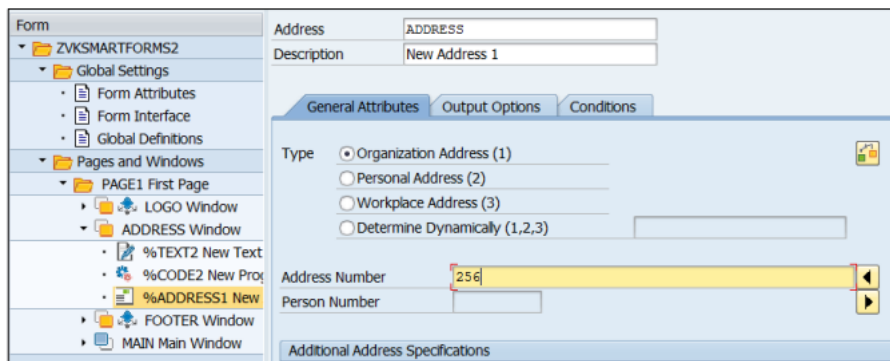 Form
ZVKSMARTFORMS2
Global Settings
Form Attributes
Form Interface
Global Definitions
Pages and Windows
PAGE1 First Page
LOGO Window
ADDRESS Window
%TEXT2 New Text
%CODE2 New Prog
%ADDRESS1 New
FOOTER Window
MAIN Main Window
Address ADDRESS
Description New Address 1
General Attributes Output Options Conditions
Type Organization Address (1)
Personal Address (2)
Workplace Address (3)
Determine Dynamically (1,2,3)
Address Number 256
Person Number
Additional Address Specifications